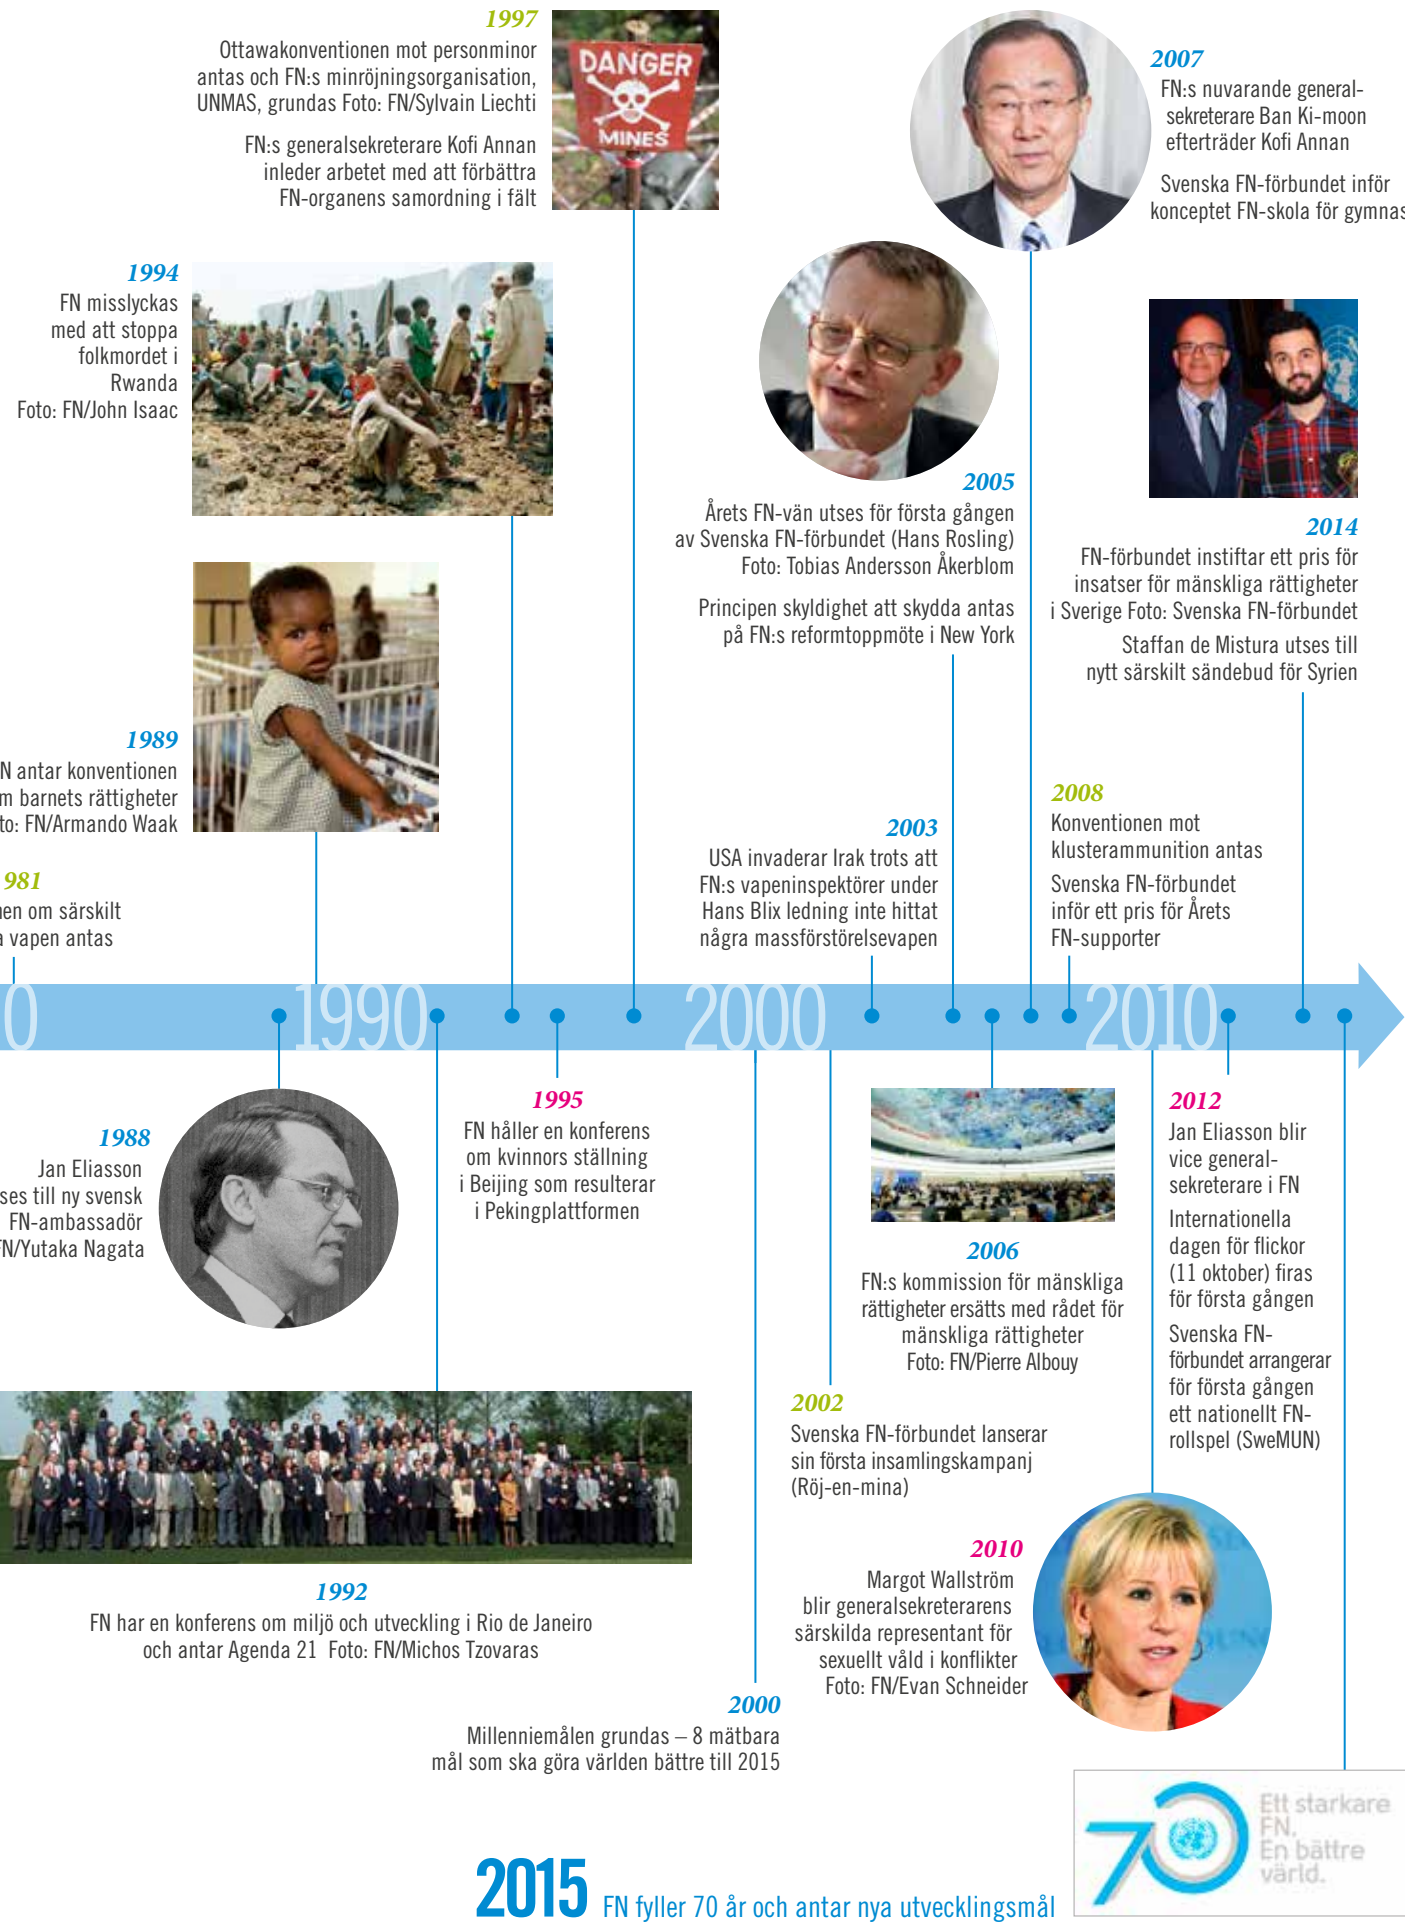 1997
Ottawakonventionen mot personminor
antas och FN:s minröjningsorganisation,
UNMAS, grundas Foto: FN/Sylvain Liechti
FN:s generalsekreterare Kofi Annan
inleder arbetet med att förbättra
FN-organens samordning i fält
DANGER
MINES
2007
FN:s nuvarande general-
sekreterare Ban Ki-moon
efterträder Kofi Annan
Svenska FN-förbundet inför
konceptet FN-skola för gymnas
1994
FN misslyckas
med att stoppa
folkmordet i
Rwanda
Foto: FN/John Isaac
2005
Årets FN-vän utses för första gången
av Svenska FN-förbundet (Hans Rosling)
Foto: Tobias Andersson Åkerblom
Principen skyldighet att skydda antas
på FN:s reformtoppmöte i New York
2014
FN-förbundet instiftar ett pris för
insatser för mänskliga rättigheter
i Sverige Foto: Svenska FN-förbundet
Staffan de Mistura utses till
nytt särskilt sändebud för Syrien
1989
N antar konventionen
m barnets rättigheter
to: FN/Armando Waak
2003
USA invaderar Irak trots att
FN:s vapeninspektörer under
Hans Blix ledning inte hittat
några massförstörelsevapen
2008
Konventionen mot
klusterammunition antas
Svenska FN-förbundet
inför ett pris för Årets
FN-supporter
981
nen om särskilt
a vapen antas
0 1990 2000 2010
1988
Jan Eliasson
ses till ny svensk
FN-ambassadör
FN/Yutaka Nagata
1995
FN håller en konferens
om kvinnors ställning
i Beijing som resulterar
i Pekingplattformen
2006
FN:s kommission för mänskliga
rättigheter ersätts med rådet för
mänskliga rättigheter
Foto: FN/Pierre Albouy
2012
Jan Eliasson blir
vice general-
sekreterare i FN
Internationella
dagen för flickor
(11 oktober) firas
för första gången
Svenska FN-
förbundet arrangerar
för första gången
ett nationellt FN-
rollspel (SweMUN)
2002
Svenska FN-förbundet lanserar
sin första insamlingskampanj
(Röj-en-mina)
1992
FN har en konferens om miljö och utveckling i Rio de Janeiro
och antar Agenda 21 Foto: FN/Michos Tzovaras
2010
Margot Wallström
blir generalsekreterarens
särskilda representant för
sexuellt våld i konflikter
Foto: FN/Evan Schneider
2000
Millenniemålen grundas – 8 mätbara
mål som ska göra världen bättre till 2015
70
Ett starkare
FN.
En bättre
värld.
2015 FN fyller 70 år och antar nya utvecklingsmål